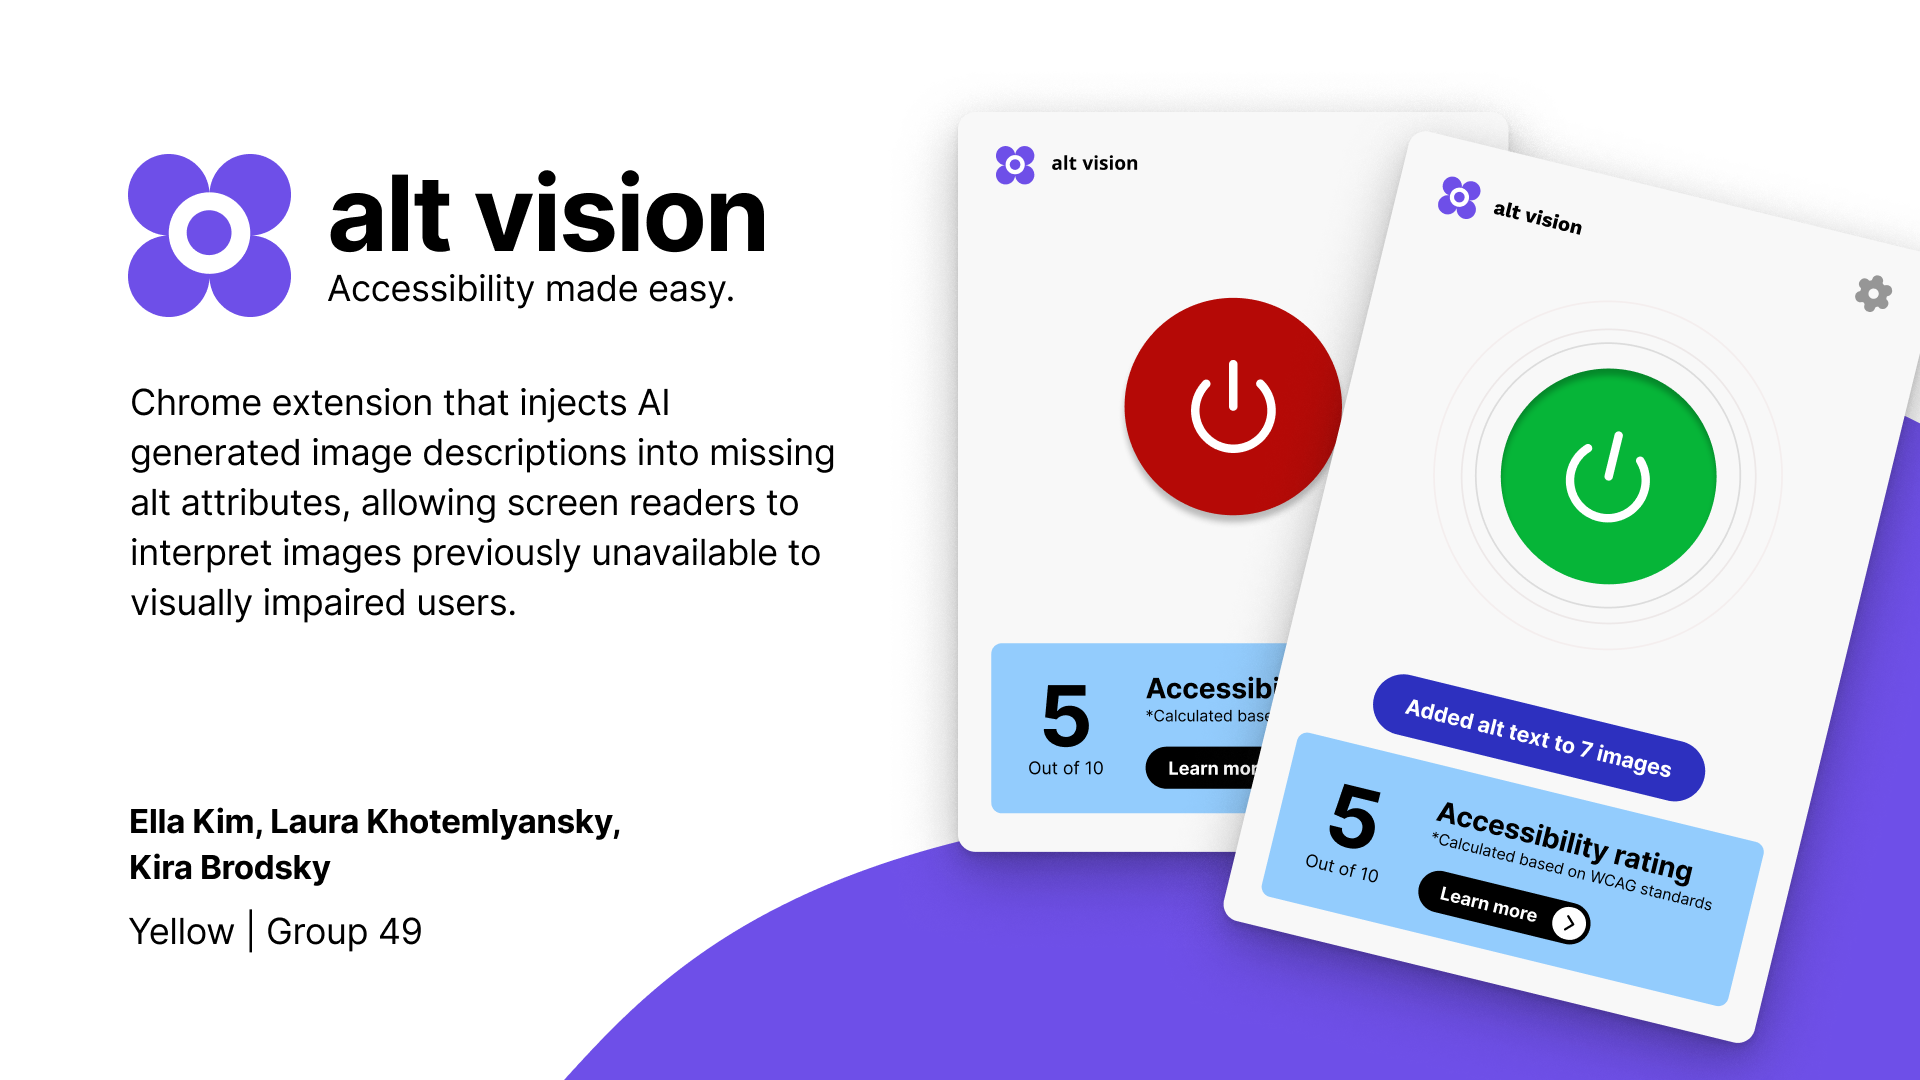 alt vision
Accessibility made easy.
Chrome extension that injects AI
generated image descriptions into missing
alt attributes, allowing screen readers to
interpret images previously unavailable to
visually impaired users.
Ella Kim, Laura Khotemlyansky,
Kira Brodsky
Yellow | Group 49
alt vision
5
Out of 10
Accessibi
*Calculated base
Learn mor
alt vision
Added alt text to 7 images
5
Out of 10
Accessibility rating
*Calculated based on WCAG standards
Learn more